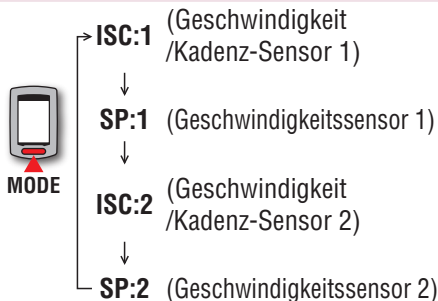 ISC:1 (Geschwindigkeit
/Kadenz-Sensor 1)
SP:1 (Geschwindigkeitssensor 1)
MODE
ISC:2 (Geschwindigkeit
/Kadenz-Sensor 2)
SP:2 (Geschwindigkeitssensor 2)